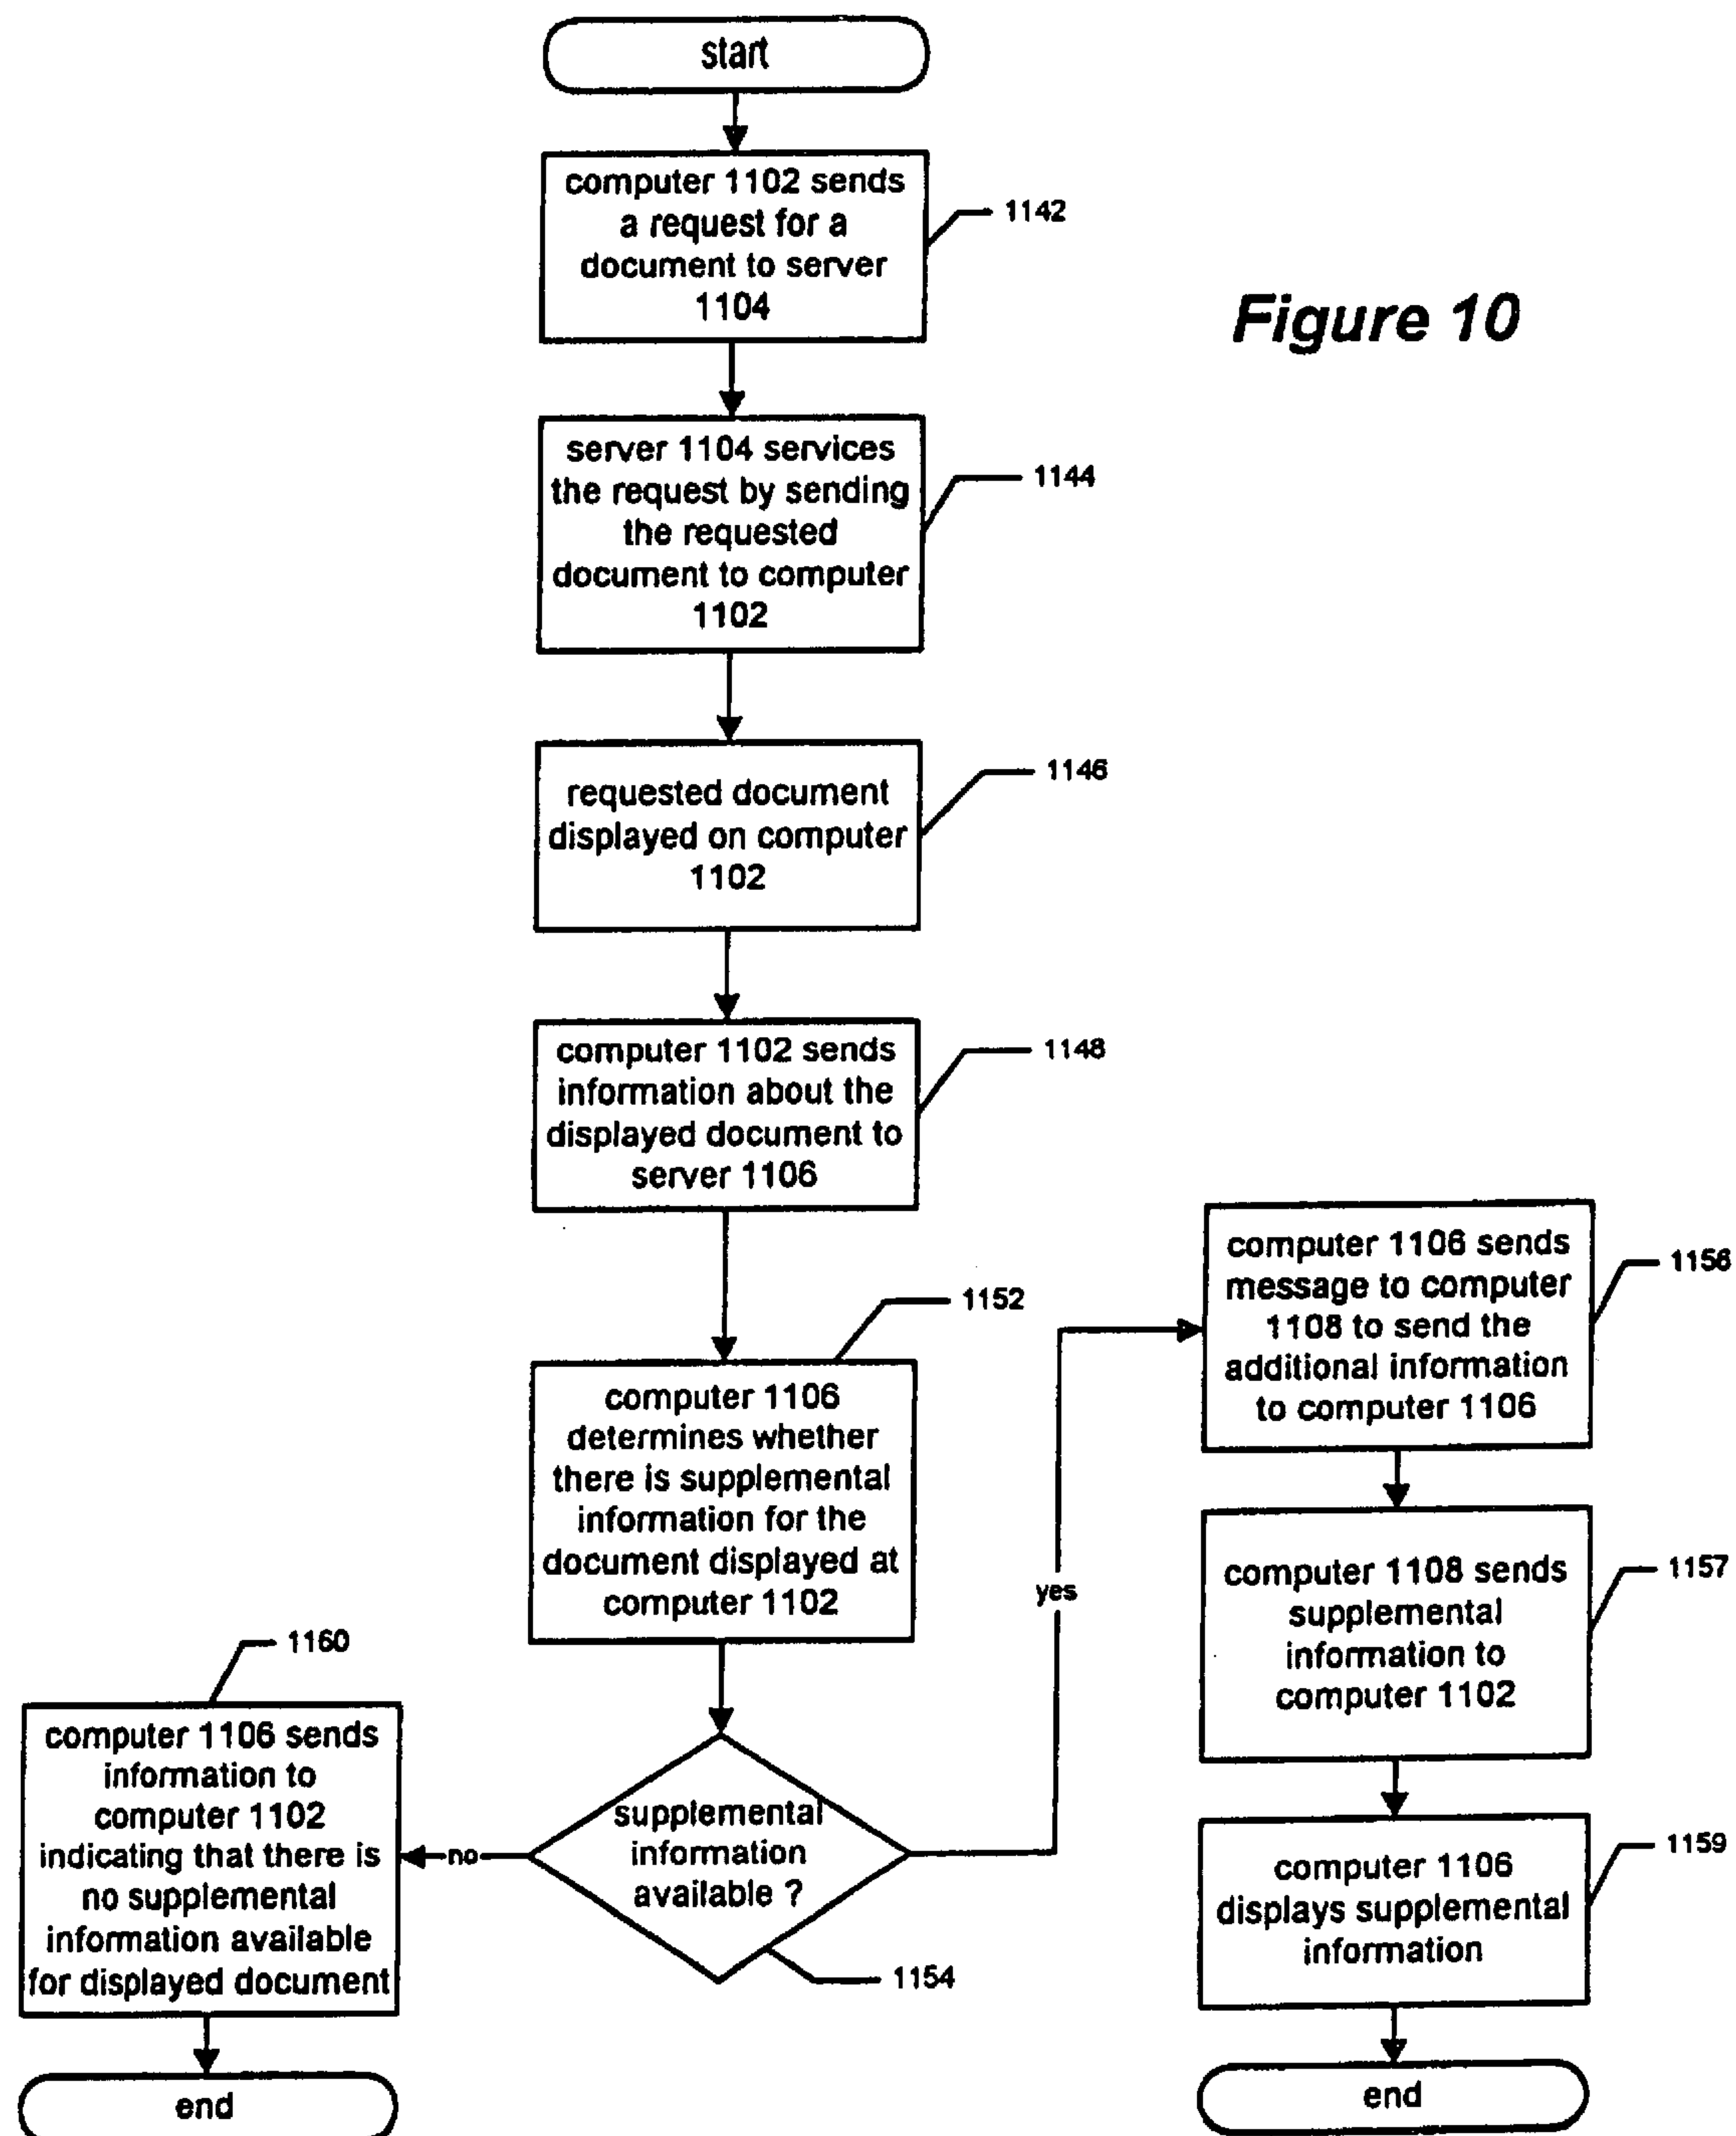 start
computer 1102 sends
a request for a
document to server
1104
1142
Figure 10
server 1104 services
the request by sending
the requested
document to computer
1102
1144
requested document
displayed on computer
1102
1146
computer 1102 sends
information about the
displayed document to
server 1106
1148
computer 1106
determines whether
there is supplemental
information for the
document displayed at
computer 1102
1152
supplemental
information
available ?
1154
no
yes
computer 1106 sends
information to
computer 1102
indicating that there is
no supplemental
information available
for displayed document
1160
end
computer 1106 sends
message to computer
1108 to send the
additional information
to computer 1106
1156
computer 1108 sends
supplemental
information to
computer 1102
1157
computer 1106
displays supplemental
information
1159
end